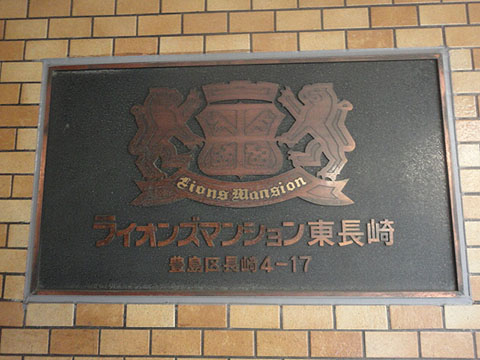 Lions Mansion
ライオンズマンション東長崎
豊島区長崎4-17